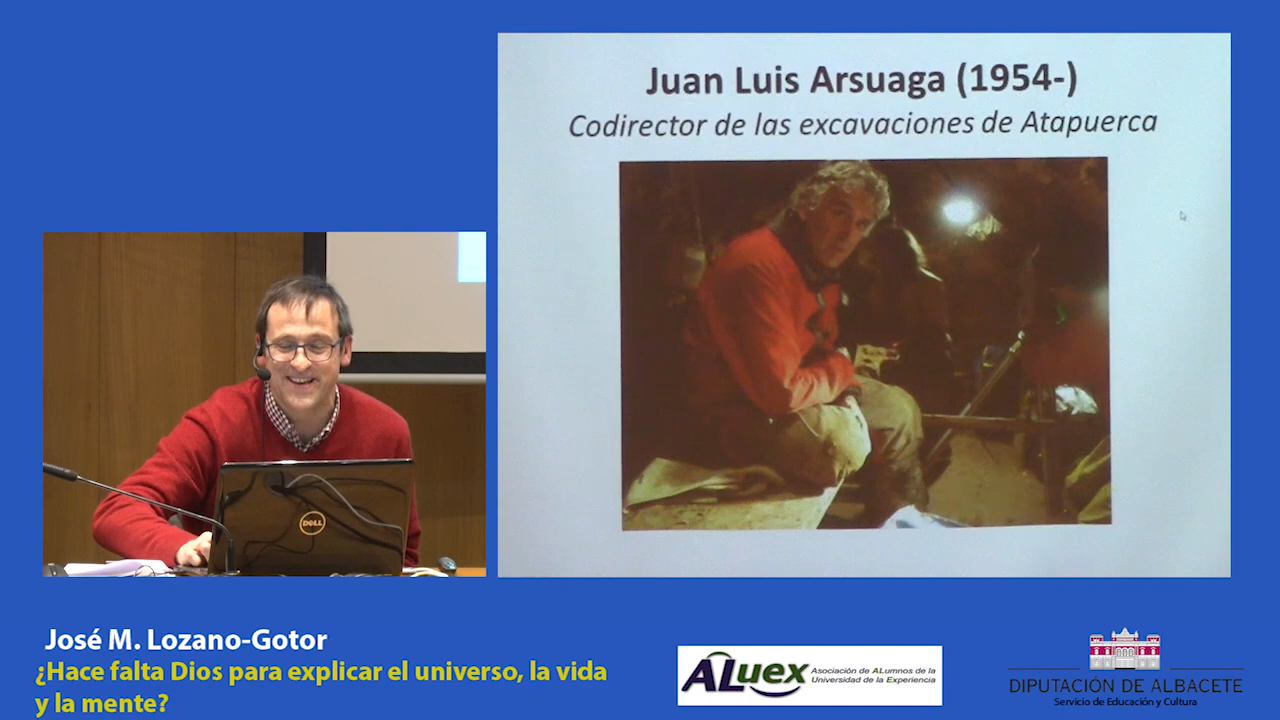 Juan Luis Arsuaga (1954-)
Codirector de las excavaciones de Atapuerca
DELL
José M. Lozano-Gotor
¿Hace falta Dios para explicar el universo, la vida
y la mente?
ALuex
Asociación de ALumnos de la
Universidad de la Experiencia
DIPUTACIÓN DE ALBACETE
Servicio de Educación y Cultura